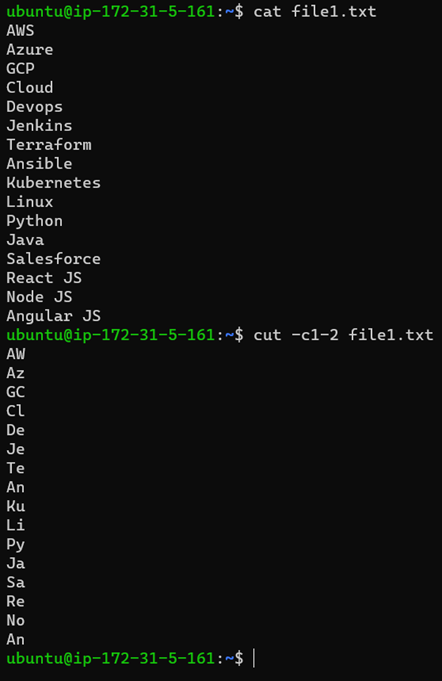 ubuntu@ip-172-31-5-161:~$ cat file1.txt
AWS
Azure
GCP
Cloud
Devops
Jenkins
Terraform
Ansible
Kubernetes
Linux
Python
Java
Salesforce
React JS
Node JS
Angular JS
ubuntu@ip-172-31-5-161:~$ cut -c1-2 file1.txt
AW
Az
GC
Cl
De
Je
Te
An
Ku
Li
Py
Ja
Sa
Re
No
An
ubuntu@ip-172-31-5-161:~$